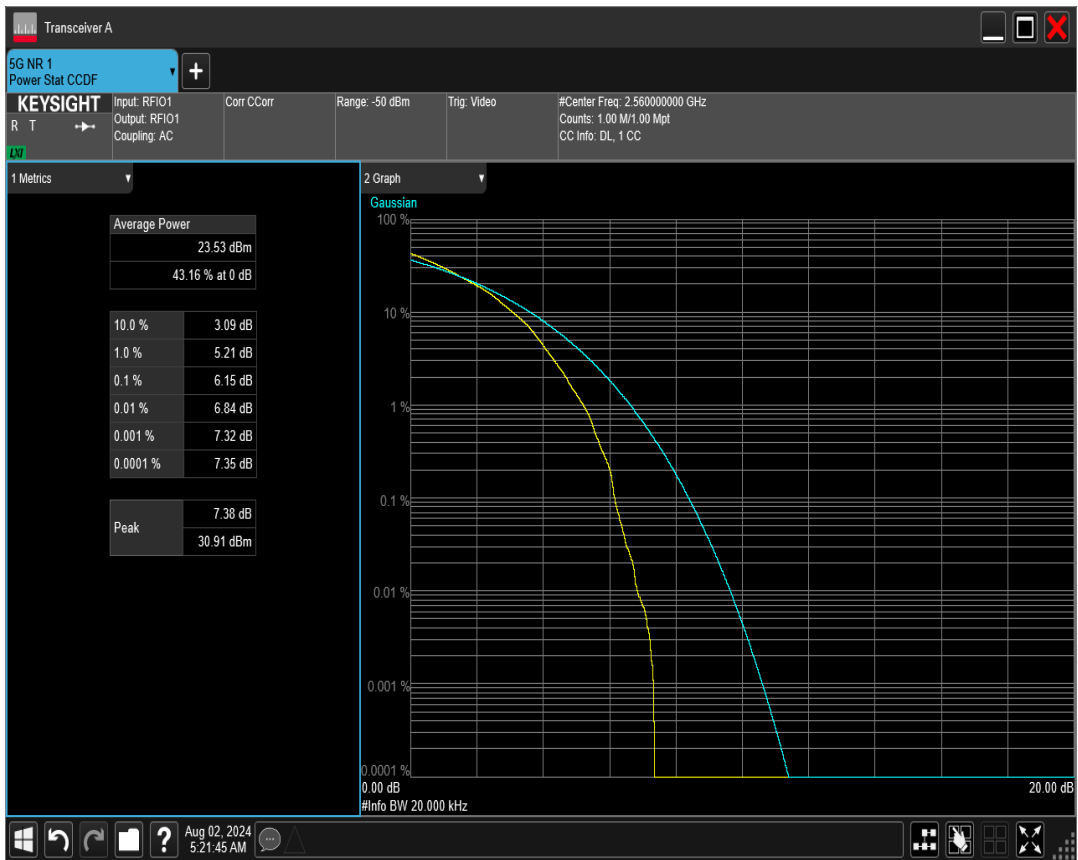 Transceiver A
5G NR 1
Power Stat CCDF
KEYSIGHT
R T
LXI
Input: RFIO1
Output: RFIO1
Coupling: AC
Corr CCorr
Range: -50 dBm
Trig: Video
#Center Freq: 2.560000000 GHz
Counts: 1.00 M/1.00 Mpt
CC Info: DL, 1 CC
1 Metrics
Average Power
23.53 dBm
43.16 % at 0 dB
10.0 % 3.09 dB
1.0 % 5.21 dB
0.1 % 6.15 dB
0.01 % 6.84 dB
0.001 % 7.32 dB
0.0001 % 7.35 dB
Peak
7.38 dB
30.91 dBm
2 Graph
Gaussian
100 %
10 %
1 %
0.1 %
0.01 %
0.001 %
0.0001 %
0.00 dB
20.00 dB
#Info BW 20.000 kHz
?
Aug 02, 2024
5:21:45 AM